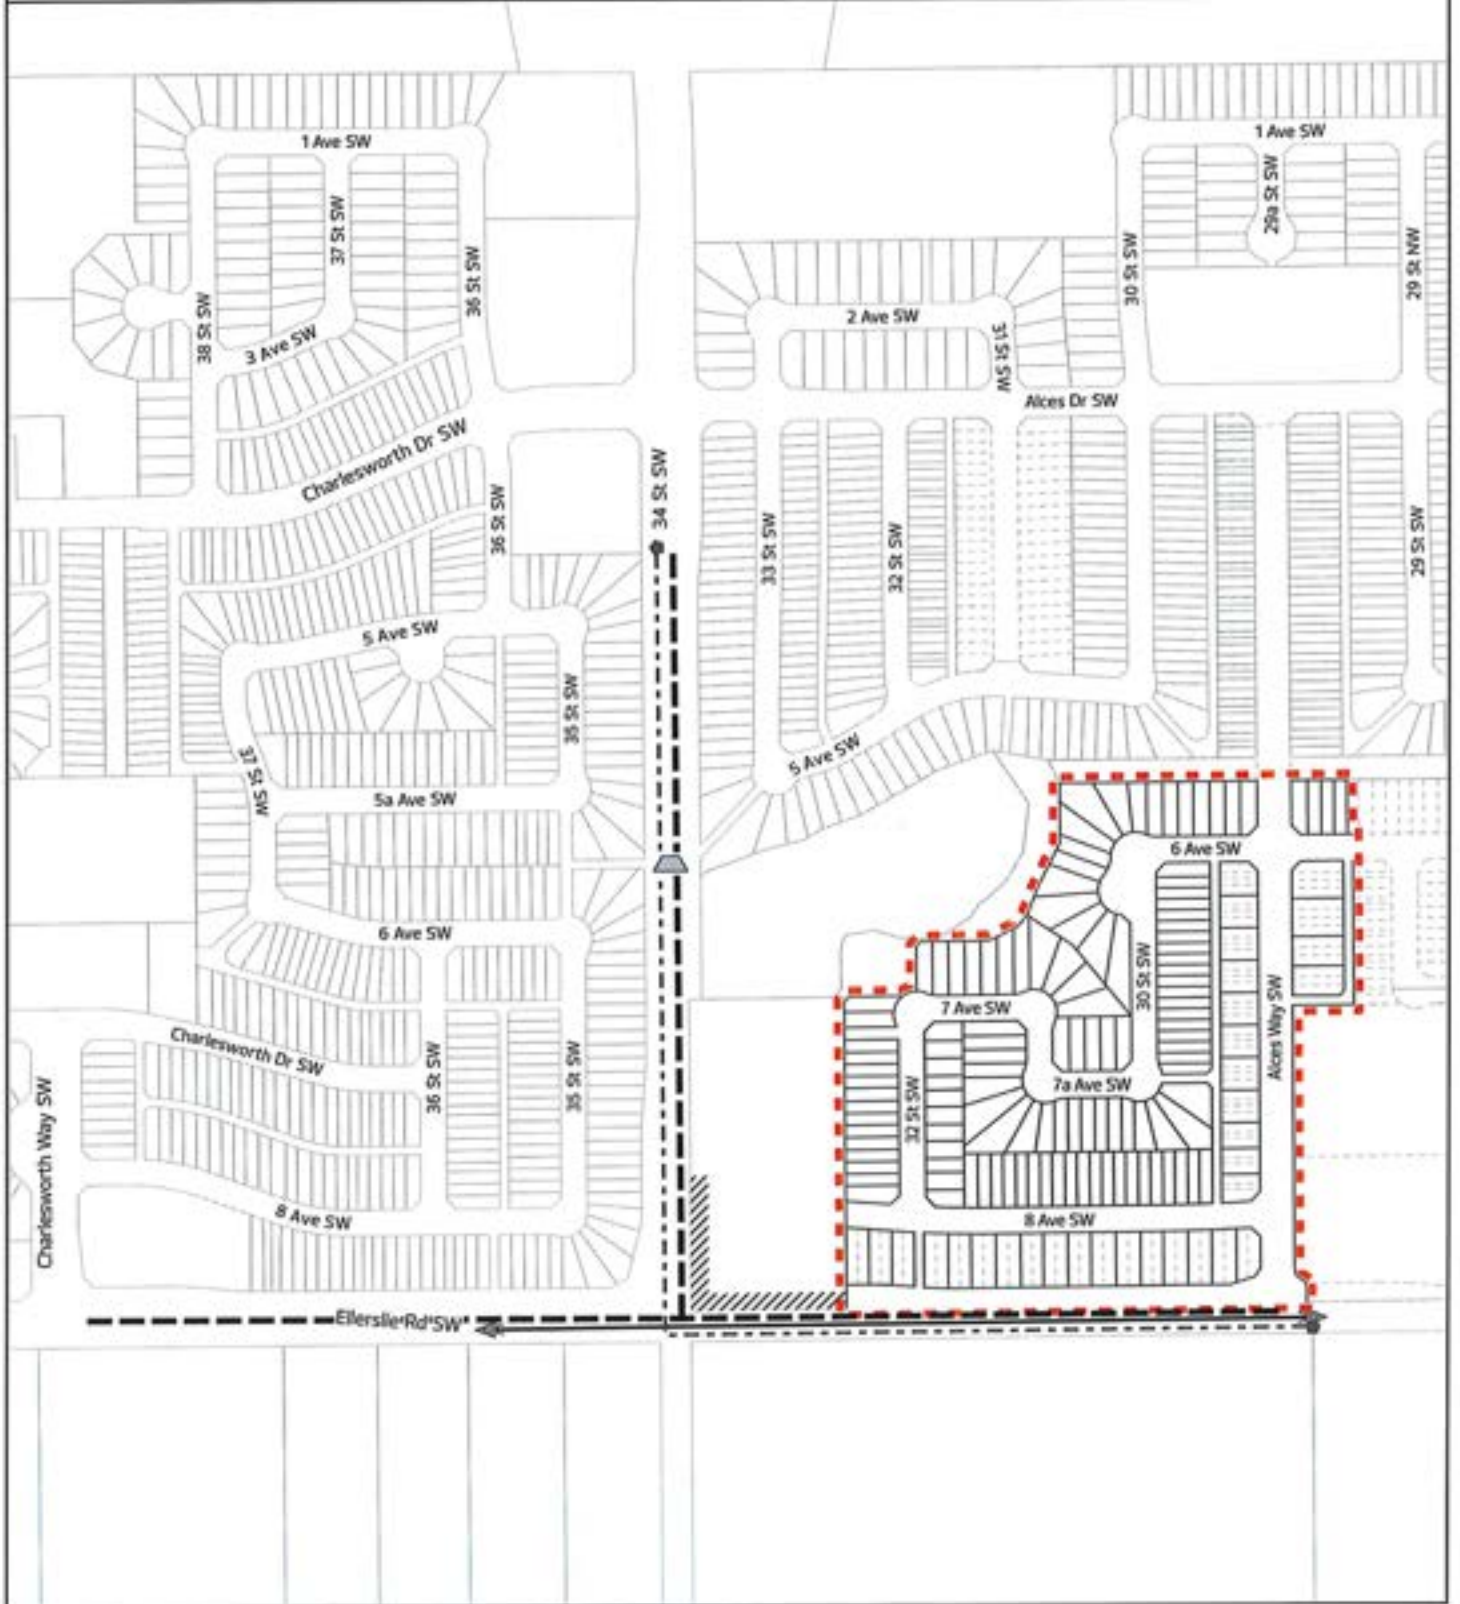 1 Ave SW
1 Ave SW
29a St SW
37 St SW
30 St SW
29 St NW
36 St SW
38 St SW
3 Ave SW
2 Ave SW
31 St SW
Alces Dr SW
Charlesworth Dr SW
34 St SW
36 St SW
33 St SW
32 St SW
29 St SW
5 Ave SW
35 St SW
5 Ave SW
37 St SW
5a Ave SW
6 Ave SW
6 Ave SW
30 St SW
7 Ave SW
Alces Way SW
Charlesworth Dr SW
36 St SW
35 St SW
7a Ave SW
32 St SW
Charlesworth Way SW
8 Ave SW
8 Ave SW
Ellerslie Rd SW